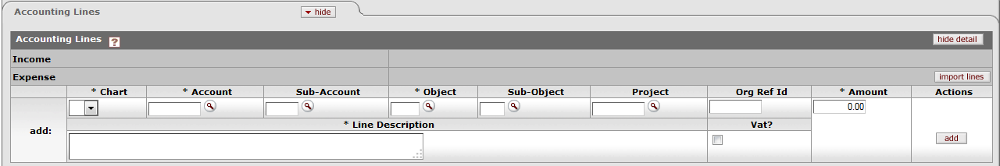 Accounting Lines
hide
Accounting Lines ? hide detail
Income
Expense import lines
* Chart * Account Sub-Account * Object Sub-Object Project Org Ref Id * Amount Actions
0.00
add:
* Line Description Vat?
add